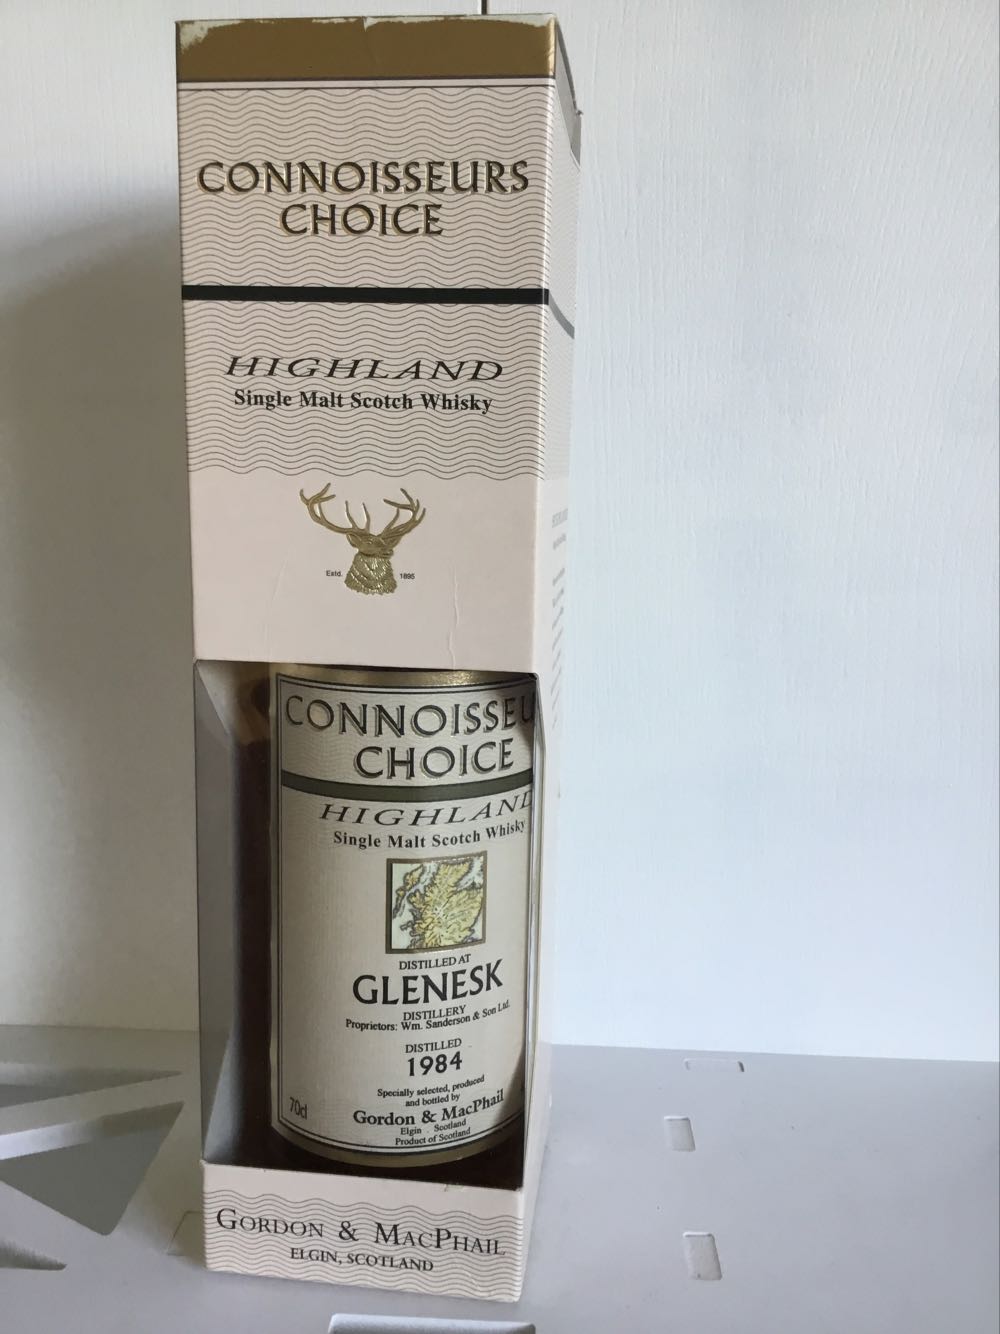 CONNOISSEURS
CHOICE
HIGHLAND
Single Malt Scotch Whisky
Estd. 1895
CONNOISSEU
CHOICE
HIGHLAND
Single Malt Scotch Whisky
DISTILLED AT
GLENESK
DISTILLERY
Proprietors: Wm. Sanderson & Son Ltd.
DISTILLED
1984
Specially selected, produced
and bottled by
Gordon & MacPhail
Elgin . Scotland
Product of Scotland
70cl
GORDON & MACPHAIL
ELGIN, SCOTLAND